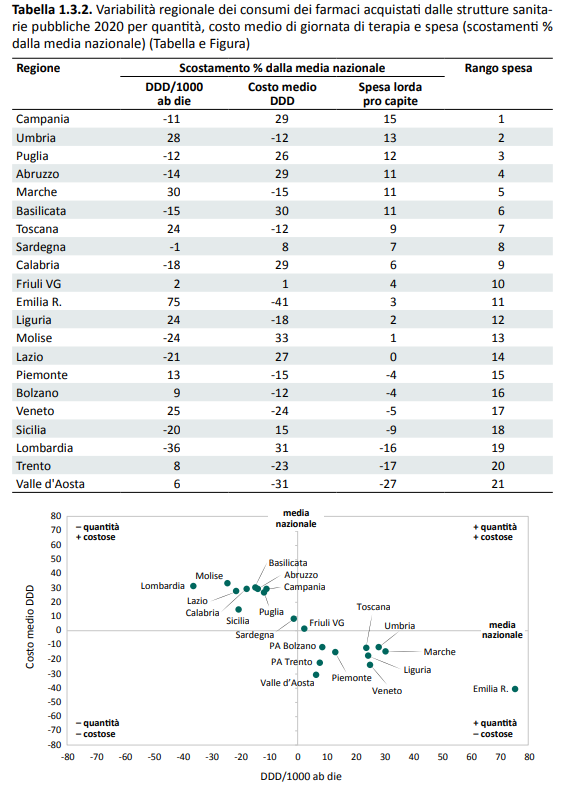 Tabella 1.3.2. Variabilità regionale dei consumi dei farmaci acquistati dalle strutture sanita-
rie pubbliche 2020 per quantità, costo medio di giornata di terapia e spesa (scostamenti %
dalla media nazionale) (Tabella e Figura)
Regione Scostamento % dalla media nazionale Rango spesa
DDD/1000 ab die Costo medio DDD Spesa lorda pro capite
Campania -11 29 15 1
Umbria 28 -12 13 2
Puglia -12 26 12 3
Abruzzo -14 29 11 4
Marche 30 -15 11 5
Basilicata -15 30 11 6
Toscana 24 -12 9 7
Sardegna -1 8 7 8
Calabria -18 29 6 9
Friuli VG 2 1 4 10
Emilia R. 75 -41 3 11
Liguria 24 -18 2 12
Molise -24 33 1 13
Lazio -21 27 0 14
Piemonte 13 -15 -4 15
Bolzano 9 -12 -4 16
Veneto 25 -24 -5 17
Sicilia -20 15 -9 18
Lombardia -36 31 -16 19
Trento 8 -23 -17 20
Valle d'Aosta 6 -31 -27 21
media
nazionale
– quantità
+ costose
+ quantità
+ costose
Basilicata
Molise
Abruzzo
Lombardia
Campania
Lazio
Calabria
Puglia
Toscana
Sicilia
Friuli VG
Umbria
media
nazionale
Sardegna
PA Bolzano
Marche
PA Trento
Liguria
Piemonte
Valle d'Aosta
Veneto
Emilia R.
– quantità
– costose
+ quantità
– costose
Costo medio DDD
80
70
60
50
40
30
20
10
0
-10
-20
-30
-40
-50
-60
-70
-80
-80 -70 -60 -50 -40 -30 -20 -10 0 10 20 30 40 50 60 70 80
DDD/1000 ab die